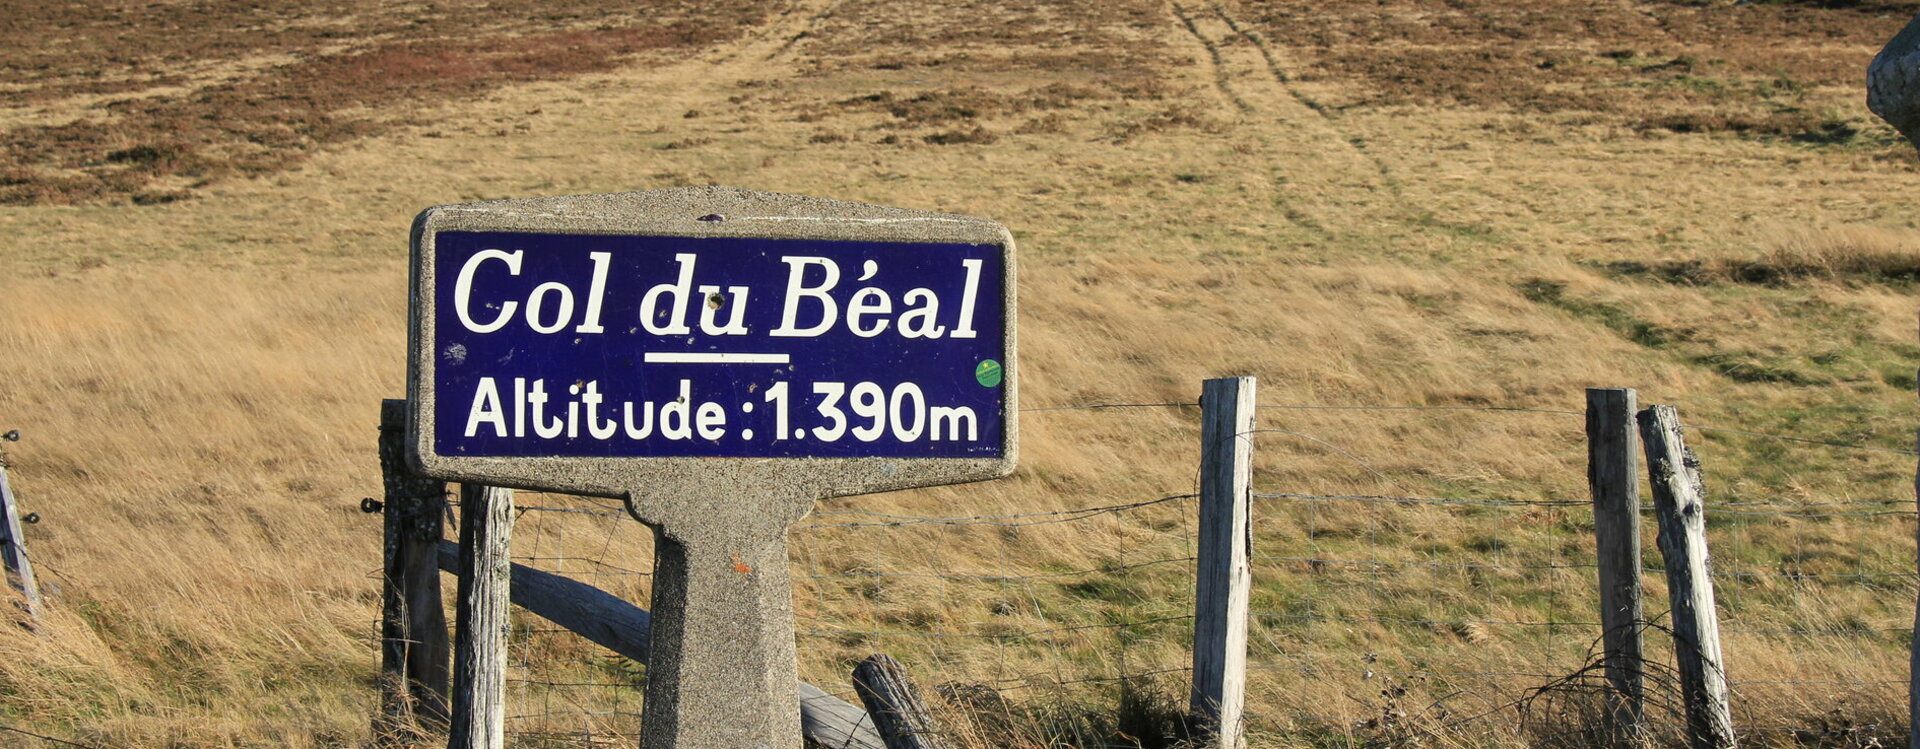 Col du Béal
Altitude : 1.390m